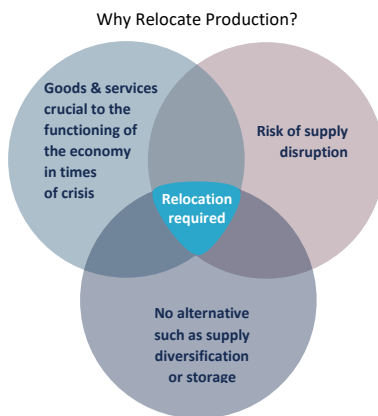 Why Relocate Production?
Goods & services
crucial to the
functioning of
the economy
in times
of crisis
Risk of supply
disruption
Relocation
required
No alternative
such as supply
diversification
or storage